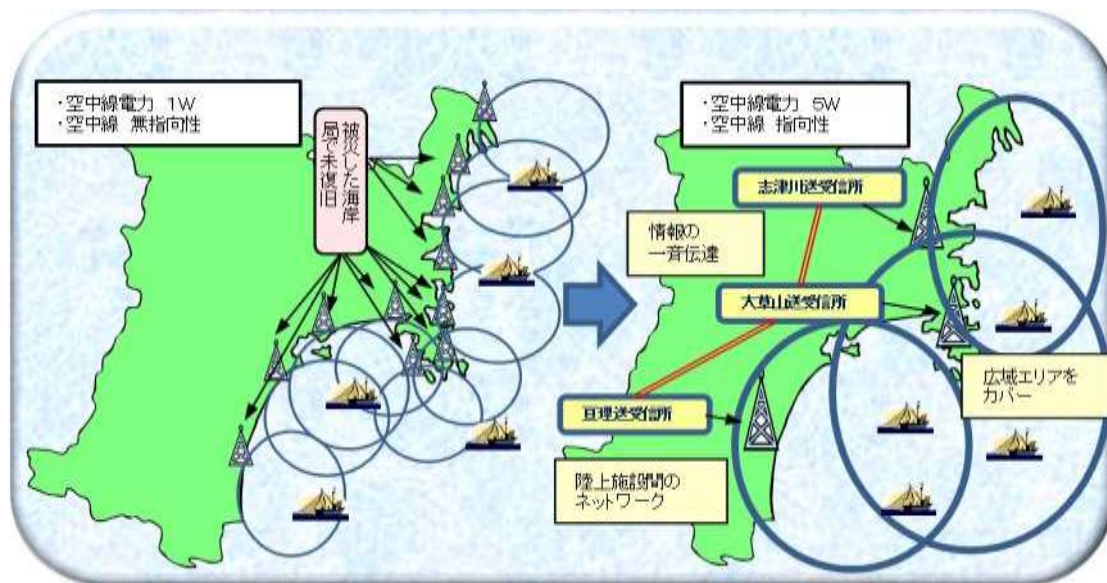 ・空中線電力 1W
・空中線 無指向性
被災した海岸
局で未復旧
・空中線電力 5W
・空中線 指向性
志津川送受信所
情報の
一斉伝達
大草山送受信所
広域エリアを
カバー
亘理送受信所
陸上施設間の
ネットワーク